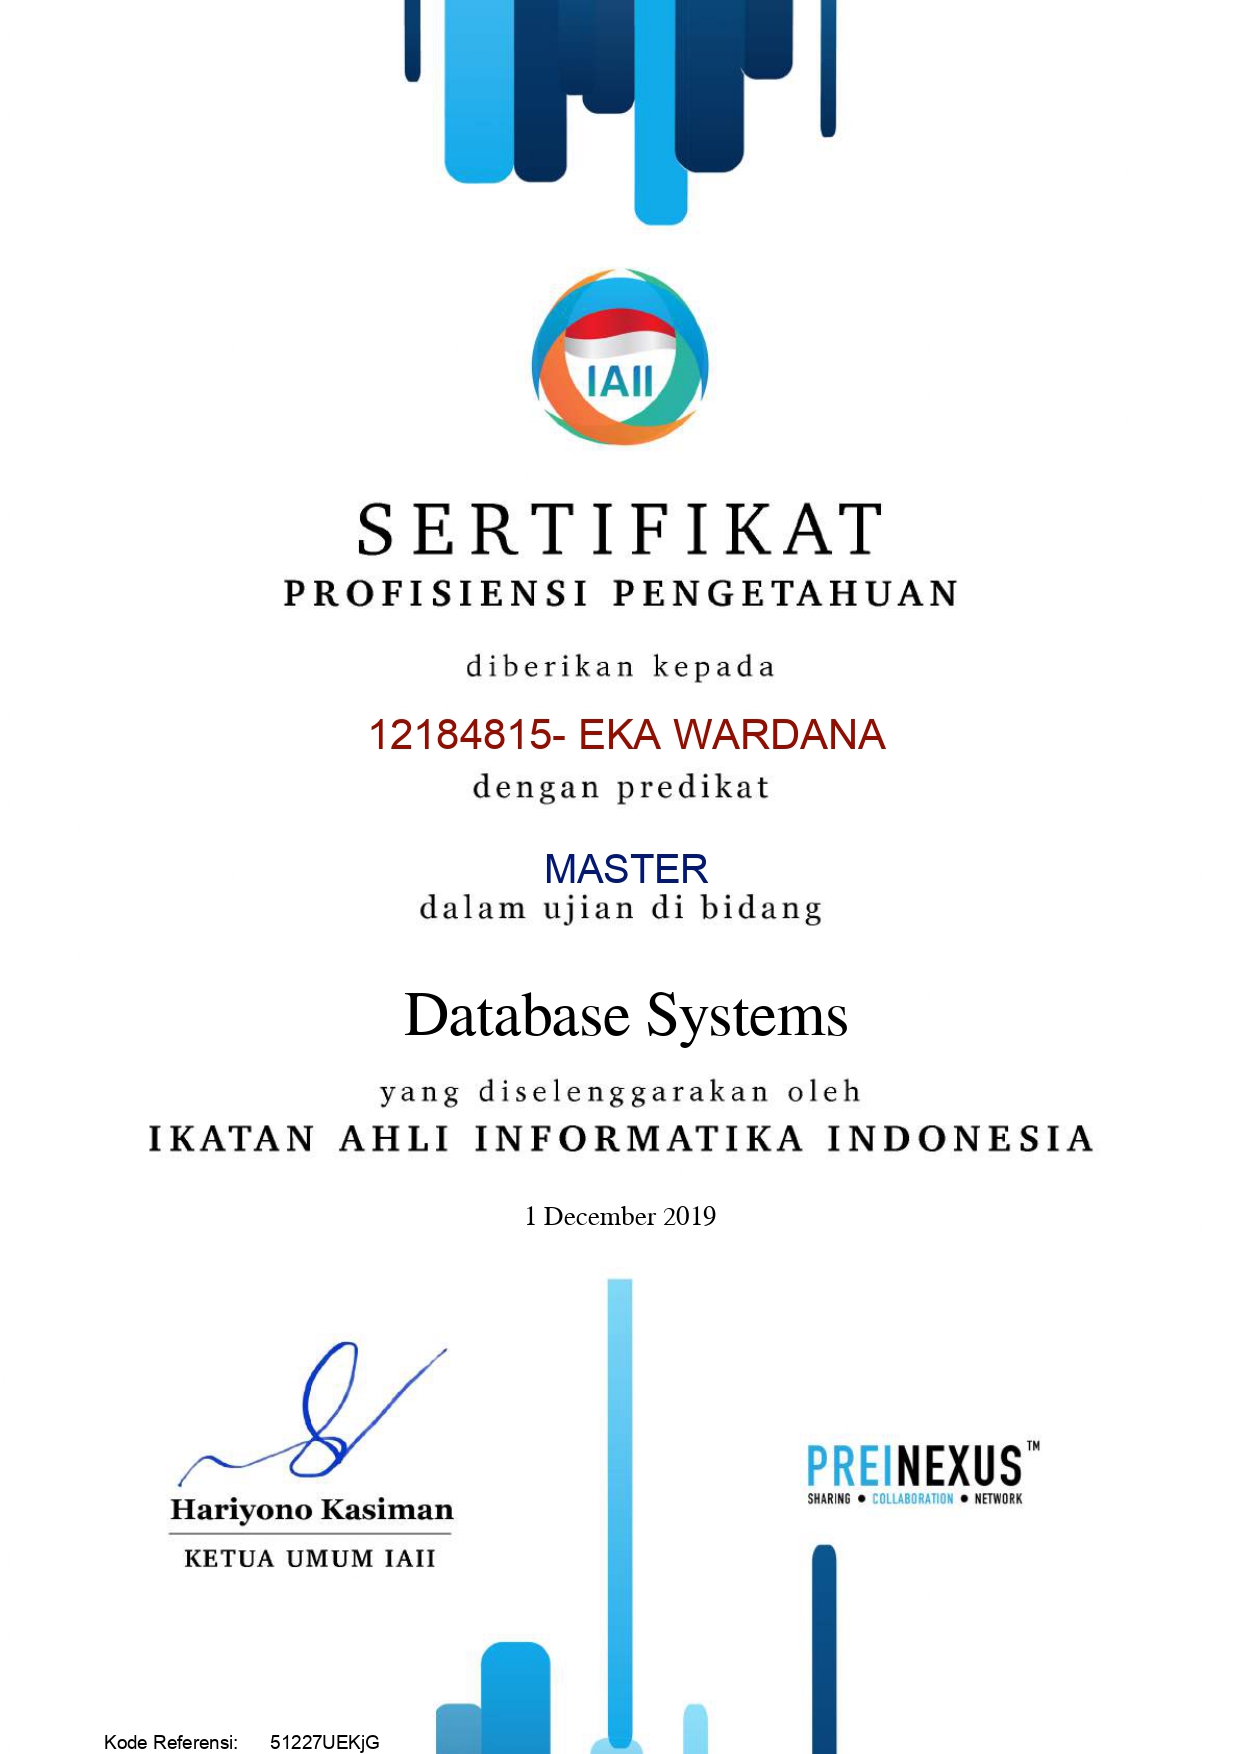 IAII
SERTIFIKAT
PROFISIENSI PENGETAHUAN
diberikan kepada
12184815- EKA WARDANA
dengan predikat
MASTER
dalam ujian di bidang
Database Systems
yang diselenggarakan oleh
IKATAN AHLI INFORMATIKA INDONESIA
1 December 2019
Hariyono Kasiman
KETUA UMUM IAII
PREINEXUS™
SHARING ● COLLABORATION ● NETWORK
Kode Referensi: 51227UEKjG